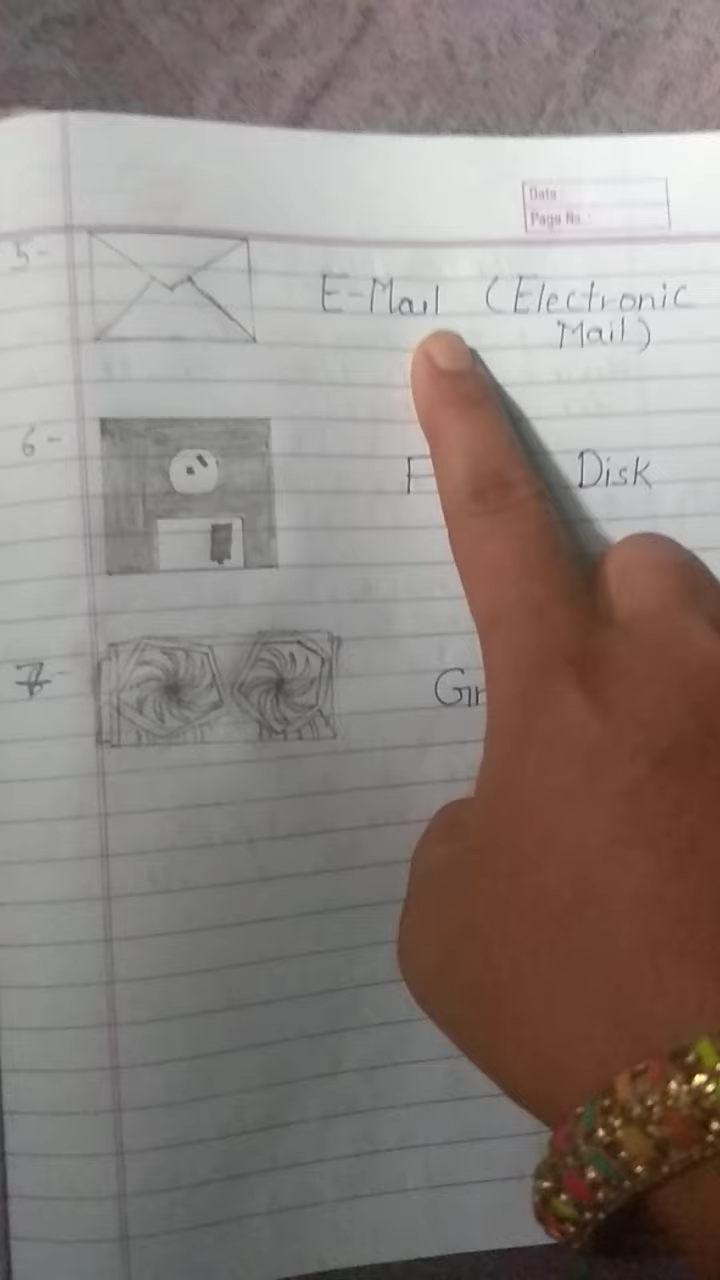 Date
Page No.:
5-
E-Mail (Electronic
Mail)
6-
Disk
7-